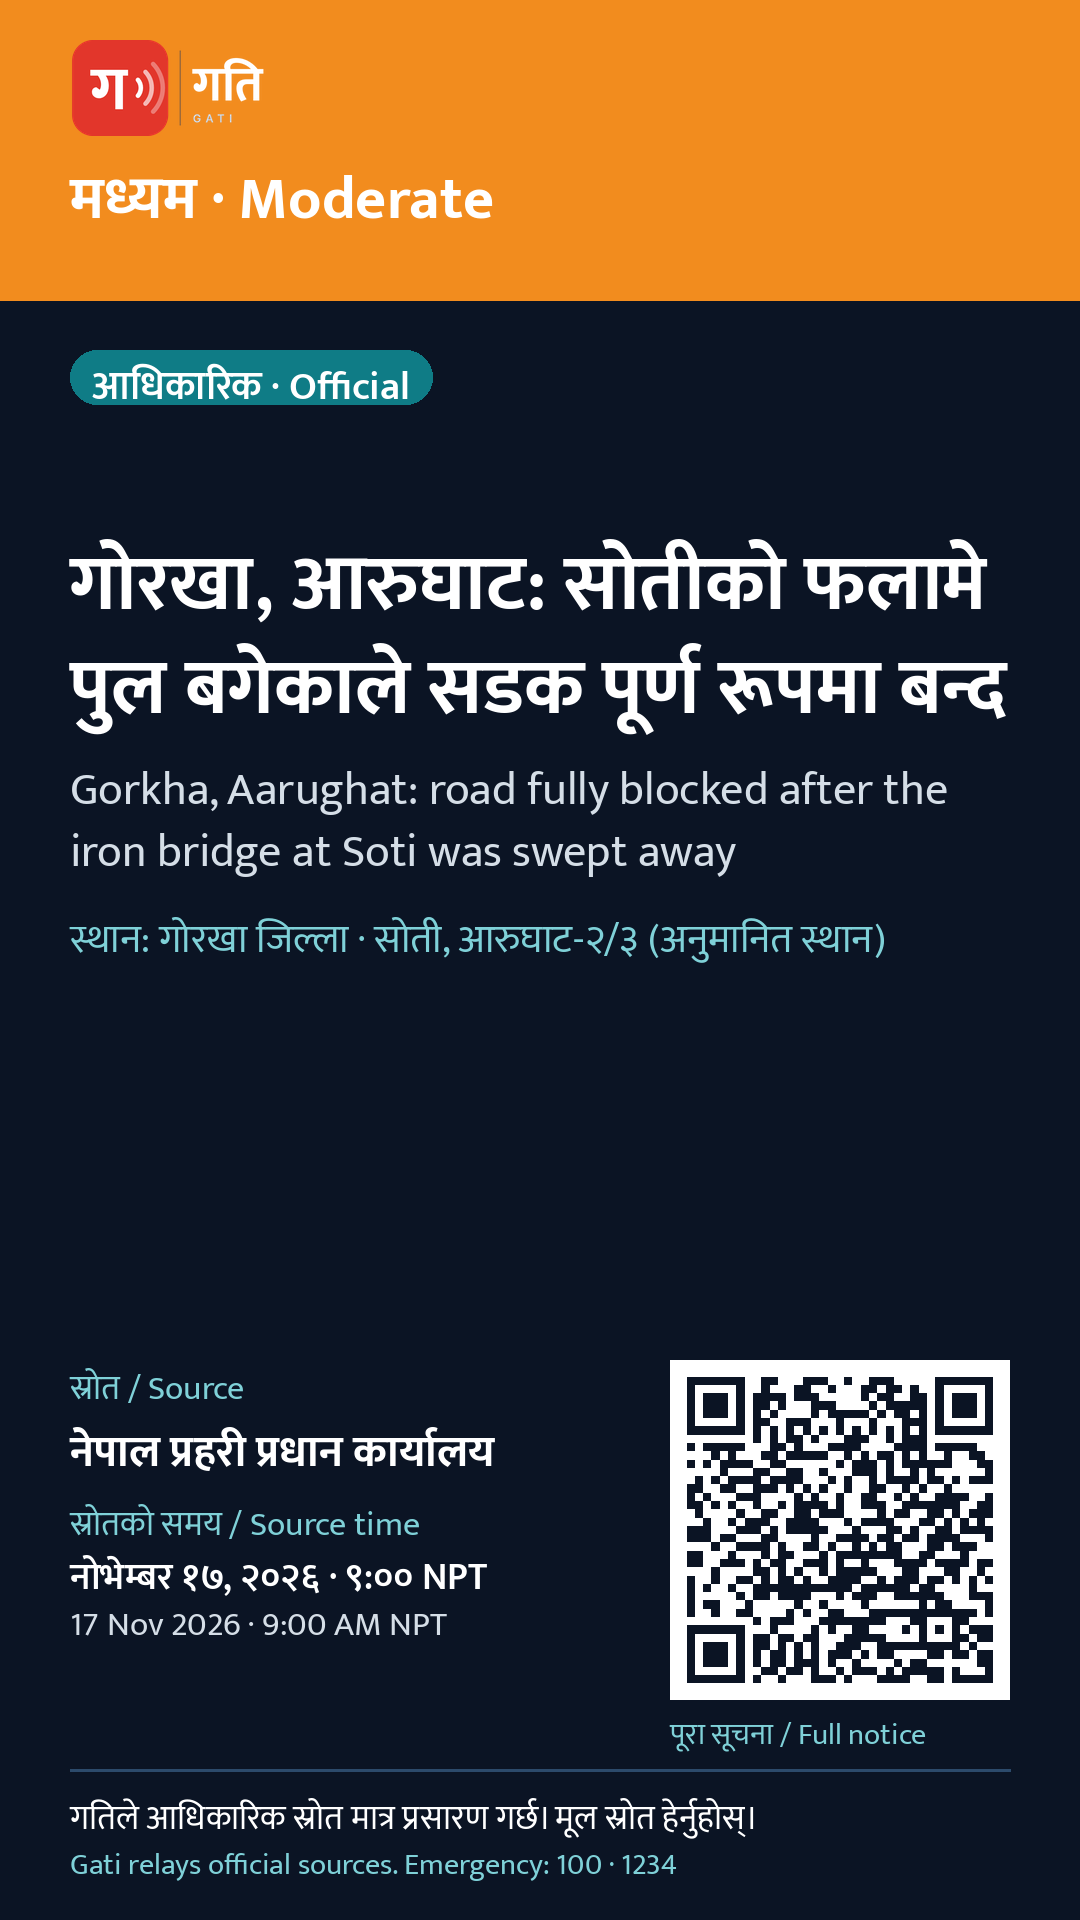 ग
गति
GATI
मध्यम · Moderate
आधिकारिक · Official
गोरखा, आरुघाट: सोतीको फलामे
पुल बगेकाले सडक पूर्ण रूपमा बन्द
Gorkha, Aarughat: road fully blocked after the
iron bridge at Soti was swept away
स्थान: गोरखा जिल्ला · सोती, आरुघाट-२/३ (अनुमानित स्थान)
स्रोत / Source
नेपाल प्रहरी प्रधान कार्यालय
स्रोतको समय / Source time
नोभेम्बर १७, २०२६ · ९:०० NPT
17 Nov 2026 · 9:00 AM NPT
पूरा सूचना / Full notice
गतिले आधिकारिक स्रोत मात्र प्रसारण गर्छ। मूल स्रोत हेर्नुहोस्।
Gati relays official sources. Emergency: 100 · 1234